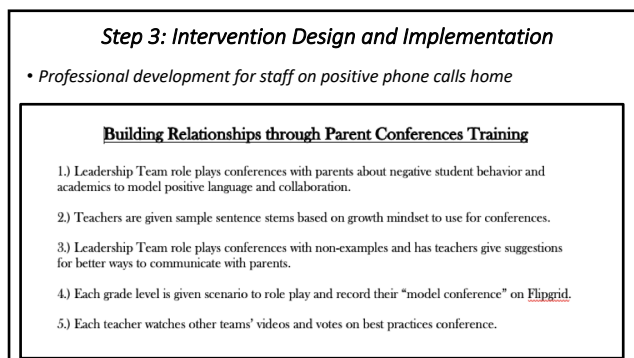 Step 3: Intervention Design and Implementation
• Professional development for staff on positive phone calls home
Building Relationships through Parent Conferences Training
1.) Leadership Team role plays conferences with parents about negative student behavior and
academics to model positive language and collaboration.
2.) Teachers are given sample sentence stems based on growth mindset to use for conferences.
3.) Leadership Team role plays conferences with non-examples and has teachers give suggestions
for better ways to communicate with parents.
4.) Each grade level is given scenario to role play and record their “model conference” on Flipgrid.
5.) Each teacher watches other teams’ videos and votes on best practices conference.